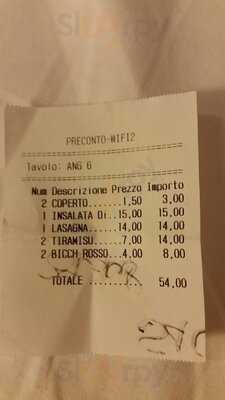 PRECONTO-WIFI2
Tavolo: ANG 6
Num Descrizione Prezzo Importo
2 COPERTO.......1,50 3,00
1 INSALATA Di..15,00 15,00
1 LASAGNA......14,00 14,00
2 TIRAMISU......7,00 14,00
2 BICCH ROSSO...4,00 8,00
TOTALE .......... 54,00